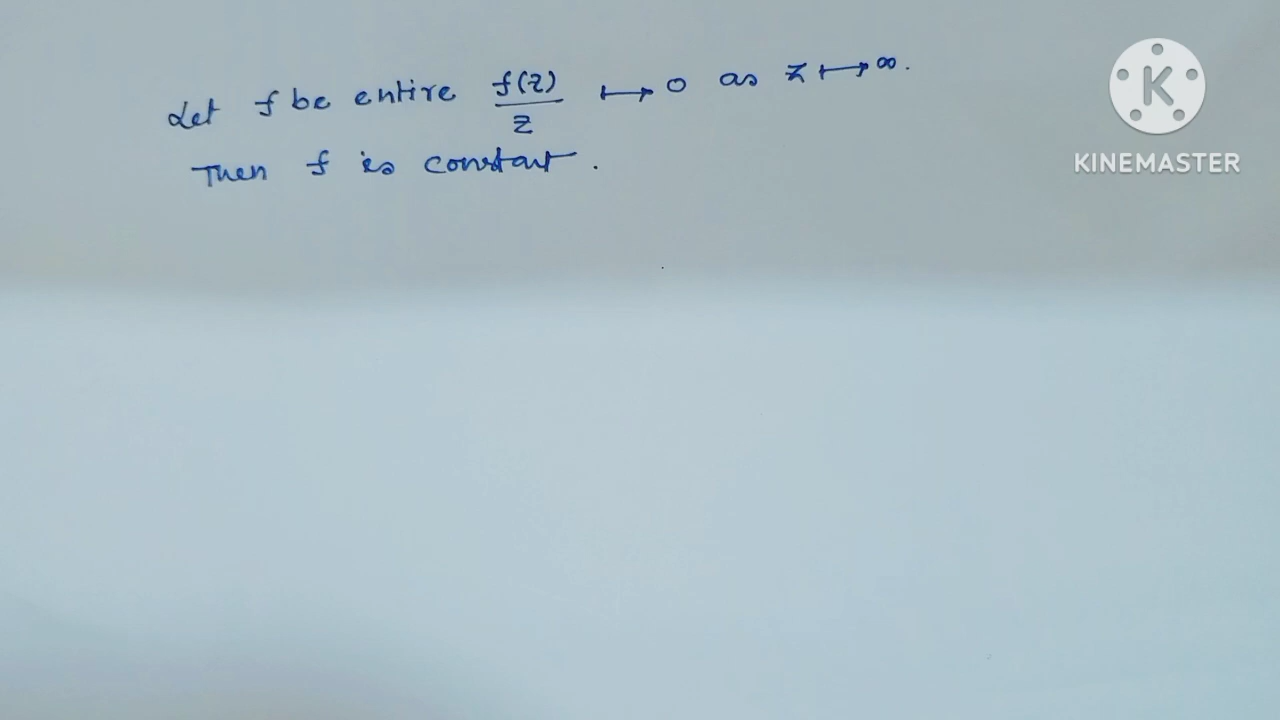 Let f be entire f(z)/z ↦ 0 as z ↦ ∞.
Then f is constant.
KINEMASTER